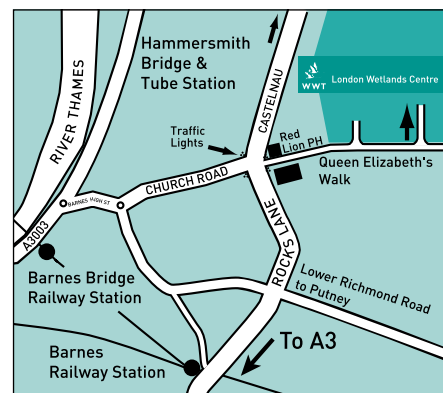 Hammersmith
Bridge &
Tube Station
RIVER THAMES
CASTELNAU
WWT London Wetlands Centre
Traffic
Lights
Red
Lion PH
Queen Elizabeth's
Walk
CHURCH ROAD
BARNES HIGH ST
A3003
ROCKS LANE
Barnes Bridge
Railway Station
Lower Richmond Road
to Putney
To A3
Barnes
Railway Station